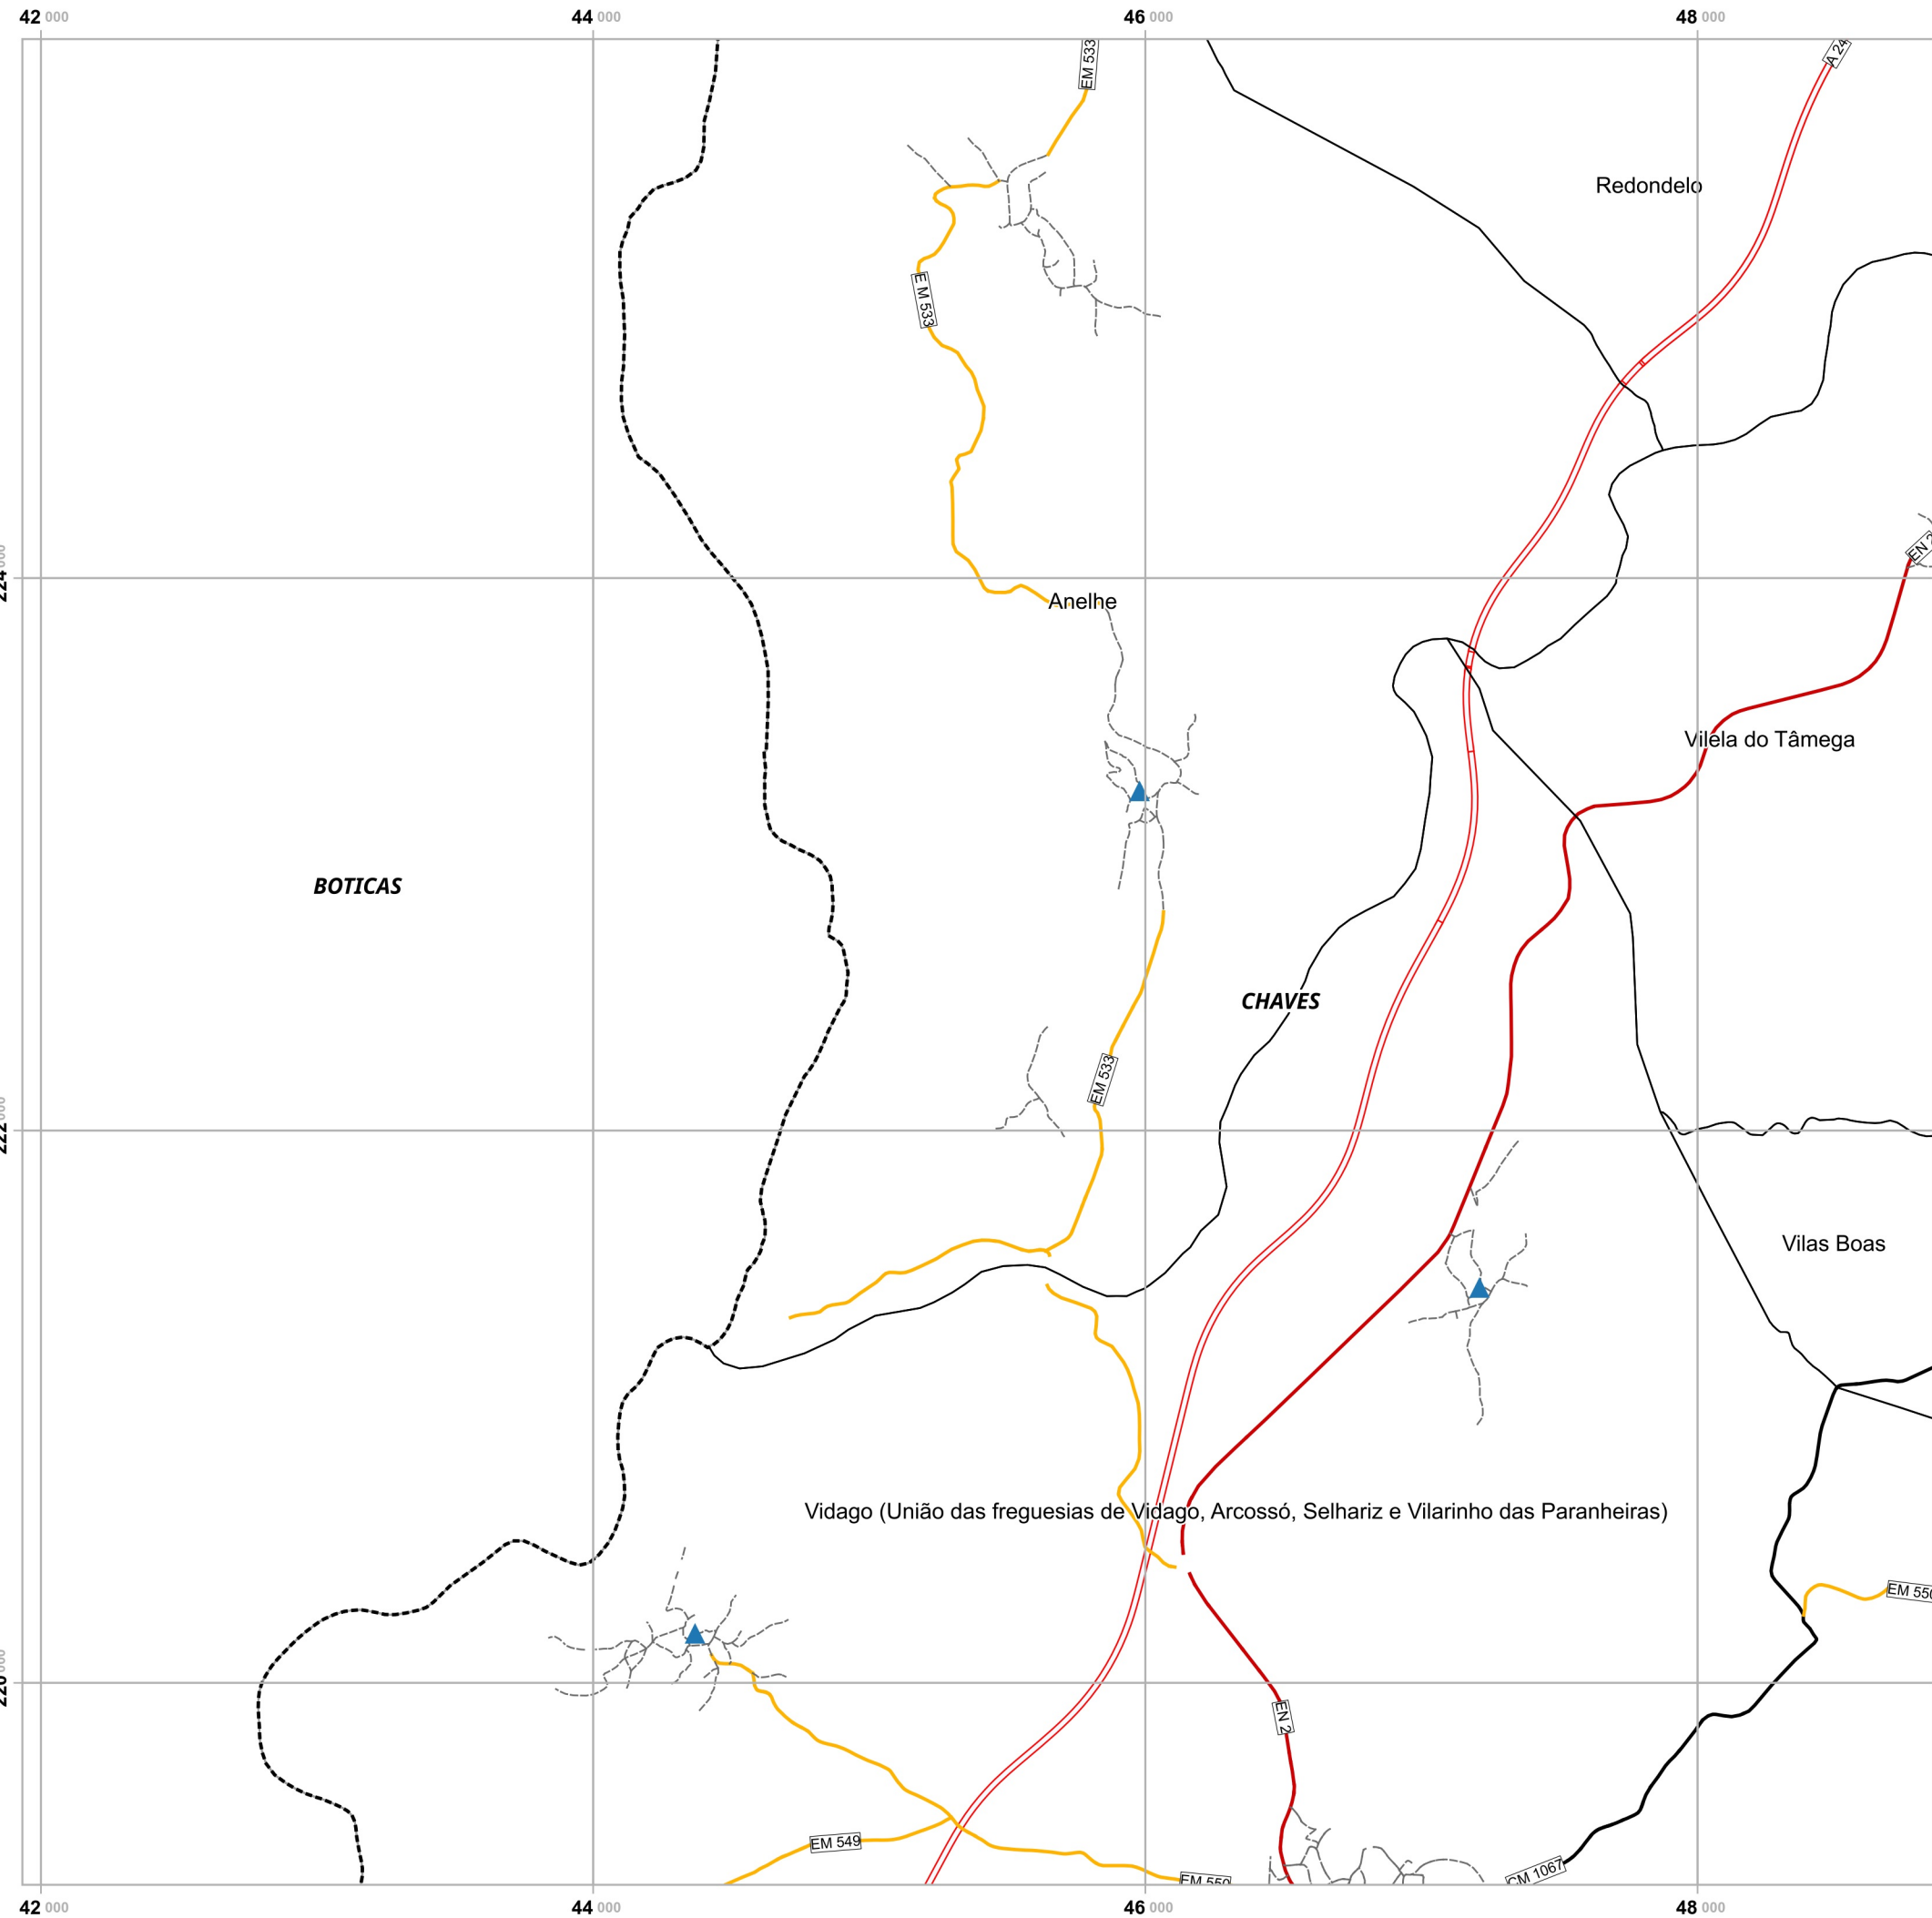 42 000
44 000
46 000
48 000
EM 533
A 24
Redondelo
E M 533
EN 2
224 000
Anelhe
Vilela do Tâmega
BOTICAS
CHAVES
EM 533
222 000
Vilas Boas
Vidago (União das freguesias de Vidago, Arcossó, Selhariz e Vilarinho das Paranheiras)
EM 550
220 000
EN 2
EM 549
EM 550
CM 1067
42 000
44 000
46 000
48 000